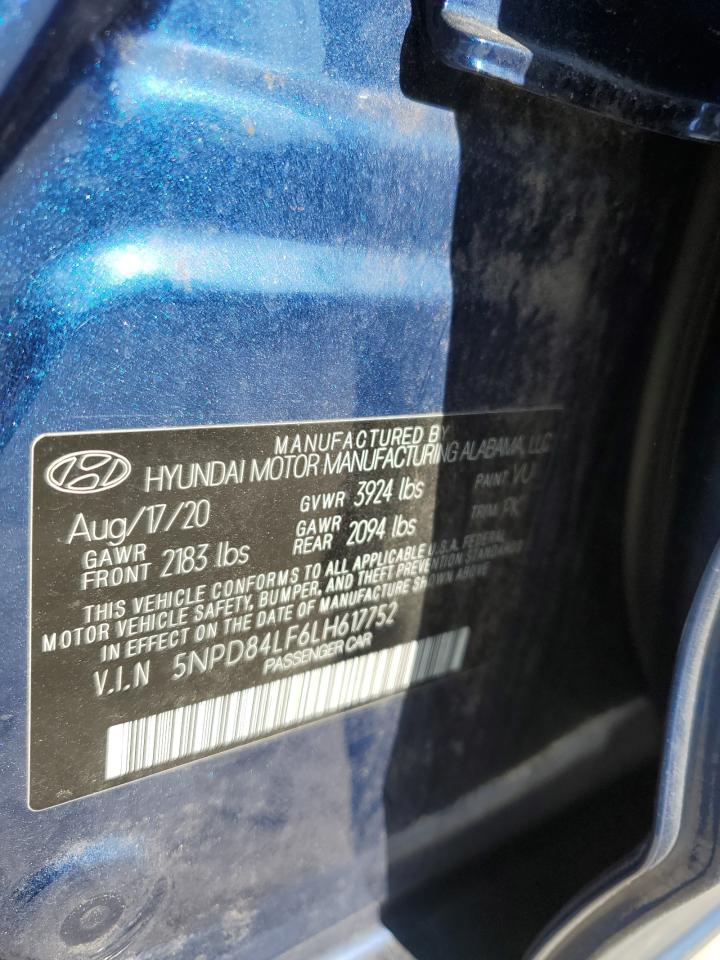 MANUFACTURED BY
HYUNDAI MOTOR MANUFACTURING ALABAMA, LLC
Aug/17/20 GVWR 3924 lbs PAINT
GAWR FRONT 2183 lbs GAWR REAR 2094 lbs TRIM PK
THIS VEHICLE CONFORMS TO ALL APPLICABLE U.S.A. FEDERAL
MOTOR VEHICLE SAFETY, BUMPER, AND THEFT PREVENTION STANDARDS
IN EFFECT ON THE DATE OF MANUFACTURE SHOWN ABOVE
V.I.N 5NPD84LF6LH617752
PASSENGER CAR